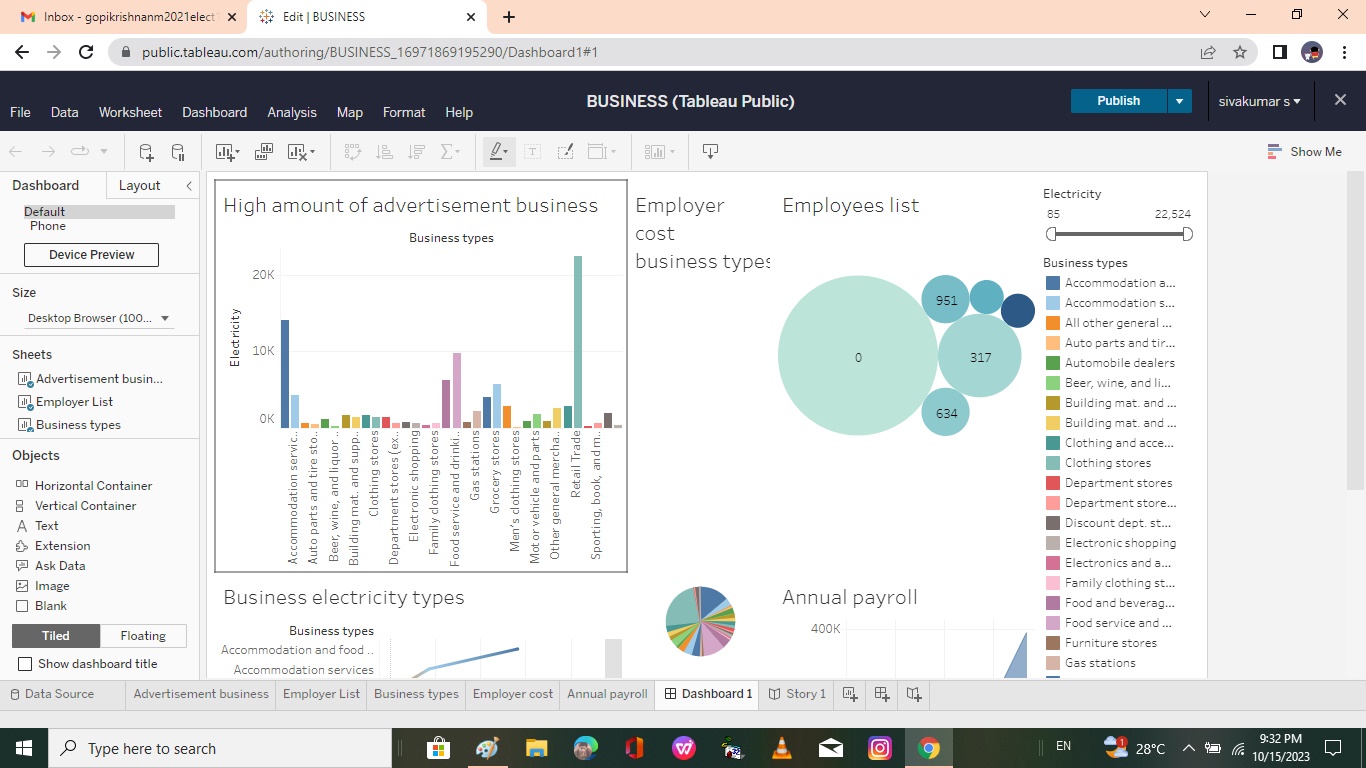 Inbox - gopikrishnanm2021elect
Edit | BUSINESS
public.tableau.com/authoring/BUSINESS_16971869195290/Dashboard1#1
File Data Worksheet Dashboard Analysis Map Format Help
BUSINESS (Tableau Public)
Publish
sivakumar s
Show Me
Dashboard Layout
Default
Phone
Device Preview
Size
Desktop Browser (100...
Sheets
Advertisement busin...
Employer List
Business types
Objects
Horizontal Container
Vertical Container
Text
Extension
Ask Data
Image
Blank
Tiled Floating
Show dashboard title
High amount of advertisement business
Business types
Electricity
20K
10K
0K
Accommodation servic..
Auto parts and tire sto..
Beer, wine, and liquor ..
Building mat. and supp..
Clothing stores
Department stores (ex..
Electronic shopping
Family clothing stores
Food service and drinki..
Gas stations
Grocery stores
Men's clothing stores
Motor vehicle and parts
Other general mercha..
Retail Trade
Sporting, book, and m..
Employer
cost
business types
Employees list
0
951
317
634
Electricity
85 22,524
Business types
Accommodation a...
Accommodation s...
All other general ...
Auto parts and tir...
Automobile dealers
Beer, wine, and li...
Building mat. and ...
Building mat. and ...
Clothing and acce...
Clothing stores
Department stores
Department store...
Discount dept. st...
Electronic shopping
Electronics and a...
Family clothing st...
Food and beverag...
Food service and ...
Furniture stores
Gas stations
Business electricity types
Business types
Accommodation and food ..
Accommodation services
Annual payroll
400K
Data Source Advertisement business Employer List Business types Employer cost Annual payroll Dashboard 1 Story 1
Type here to search
1
28°C
EN
9:32 PM
10/15/2023